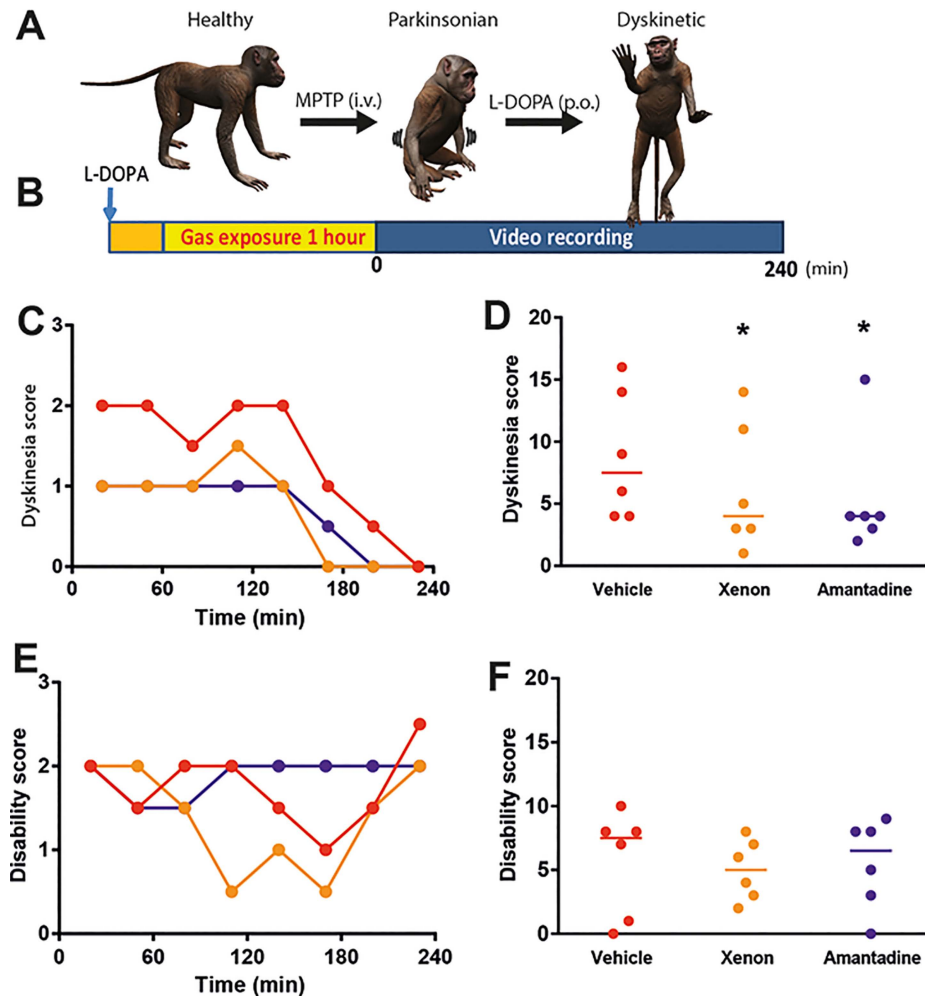 A
Healthy
Parkinsonian
Dyskinetic
MPTP (i.v.)
L-DOPA (p.o.)
L-DOPA
B
Gas exposure 1 hour
Video recording
0
240 (min)
C
3
2
1
0
Dyskinesia score
0 60 120 180 240
Time (min)
D
20
15
10
5
0
Dyskinesia score
* *
Vehicle Xenon Amantadine
E
3
2
1
0
Disability score
0 60 120 180 240
Time (min)
F
20
15
10
5
0
Disability score
Vehicle Xenon Amantadine